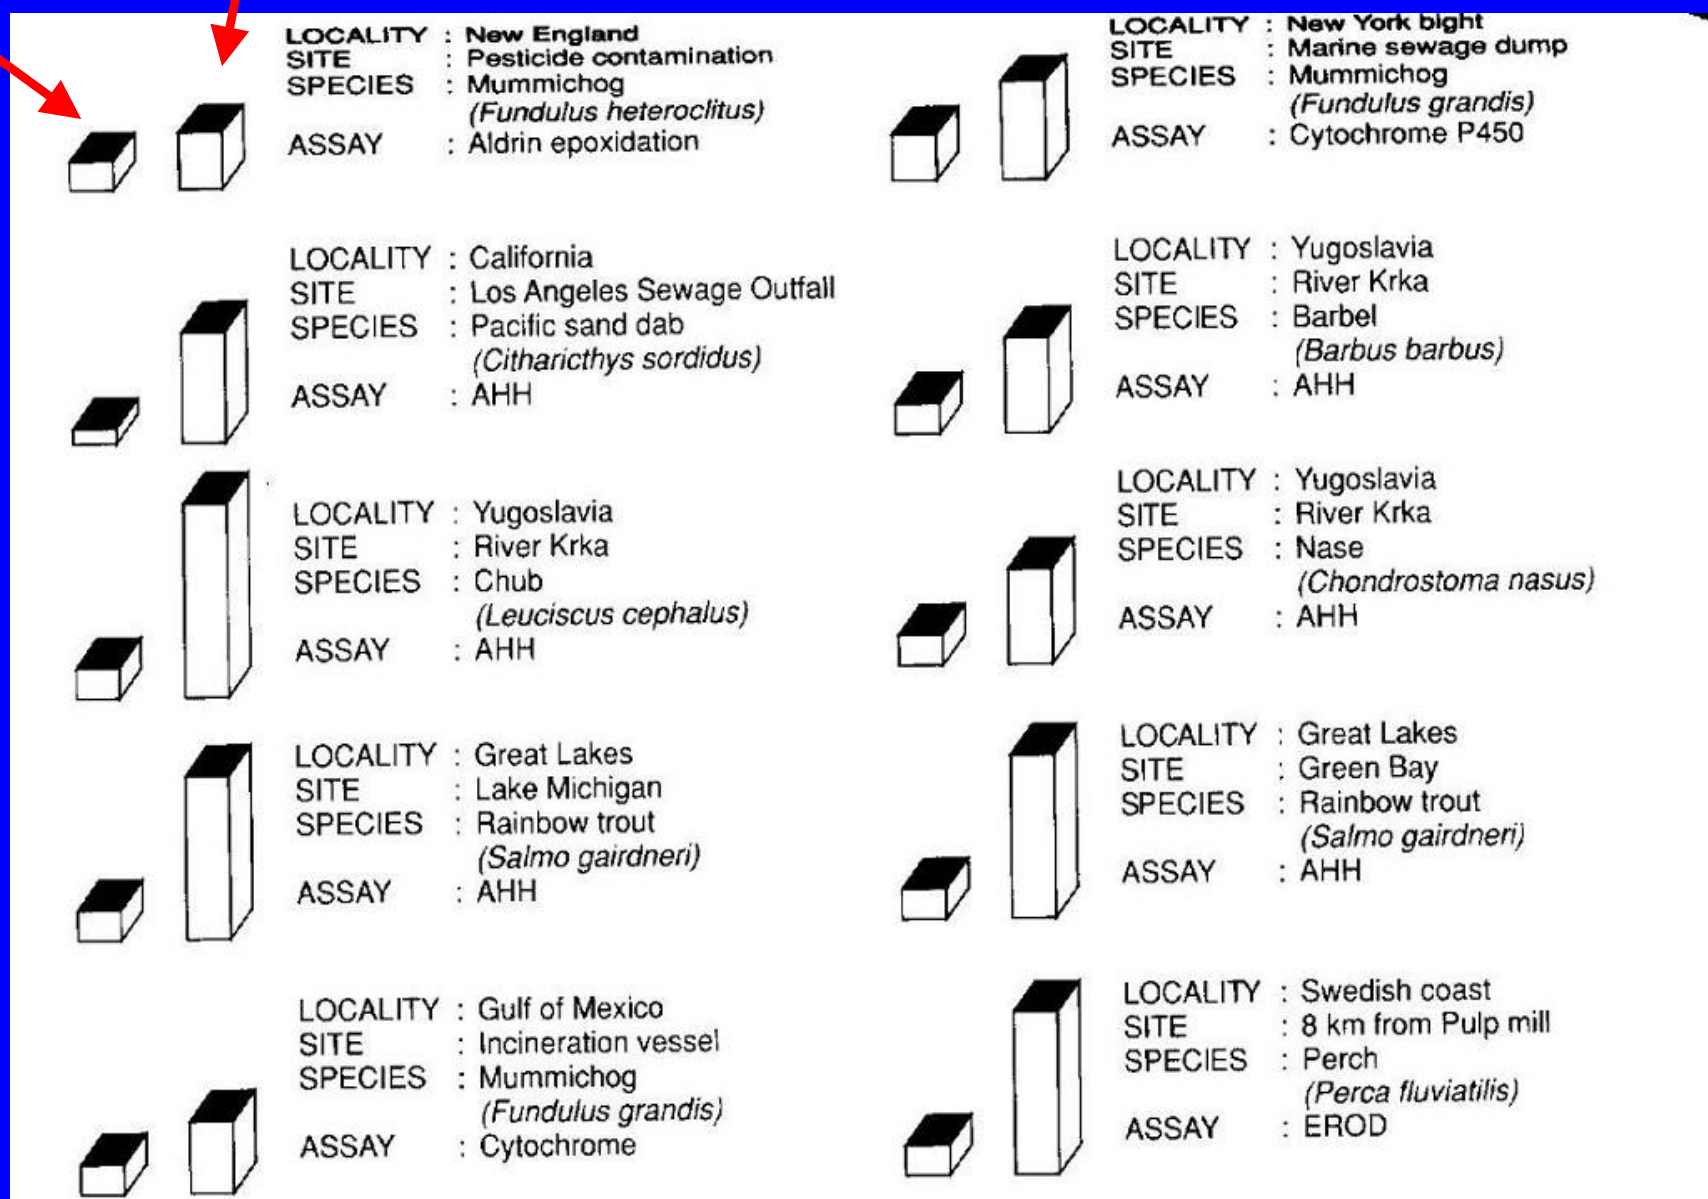 LOCALITY : New England
SITE : Pesticide contamination
SPECIES : Mummichog
(Fundulus heteroclitus)
ASSAY : Aldrin epoxidation
LOCALITY : New York bight
SITE : Marine sewage dump
SPECIES : Mummichog
(Fundulus grandis)
ASSAY : Cytochrome P450
LOCALITY : California
SITE : Los Angeles Sewage Outfall
SPECIES : Pacific sand dab
(Citharicthys sordidus)
ASSAY : AHH
LOCALITY : Yugoslavia
SITE : River Krka
SPECIES : Barbel
(Barbus barbus)
ASSAY : AHH
LOCALITY : Yugoslavia
SITE : River Krka
SPECIES : Chub
(Leuciscus cephalus)
ASSAY : AHH
LOCALITY : Yugoslavia
SITE : River Krka
SPECIES : Nase
(Chondrostoma nasus)
ASSAY : AHH
LOCALITY : Great Lakes
SITE : Lake Michigan
SPECIES : Rainbow trout
(Salmo gairdneri)
ASSAY : AHH
LOCALITY : Great Lakes
SITE : Green Bay
SPECIES : Rainbow trout
(Salmo gairdneri)
ASSAY : AHH
LOCALITY : Gulf of Mexico
SITE : Incineration vessel
SPECIES : Mummichog
(Fundulus grandis)
ASSAY : Cytochrome
LOCALITY : Swedish coast
SITE : 8 km from Pulp mill
SPECIES : Perch
(Perca fluviatilis)
ASSAY : EROD